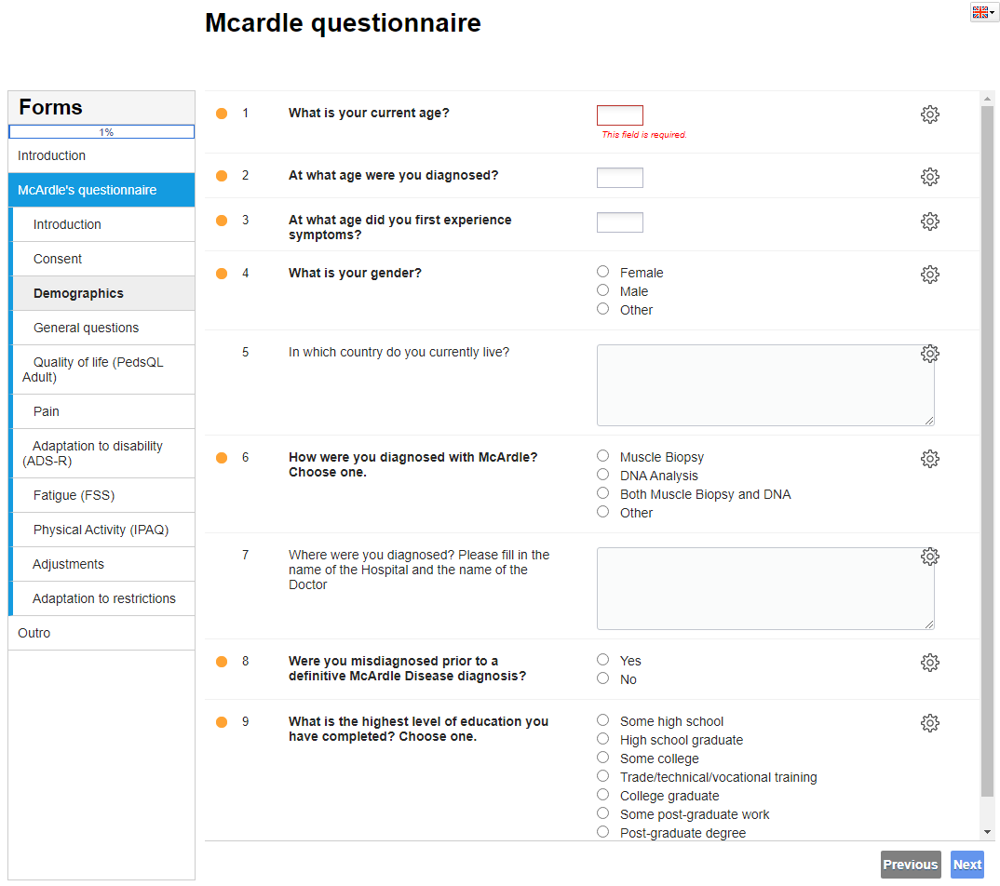 Mcardle questionnaire
Forms
1%
Introduction
McArdle's questionnaire
Introduction
Consent
Demographics
General questions
Quality of life (PedsQL
Adult)
Pain
Adaptation to disability
(ADS-R)
Fatigue (FSS)
Physical Activity (IPAQ)
Adjustments
Adaptation to restrictions
Outro
1 What is your current age?
This field is required.
2 At what age were you diagnosed?
3 At what age did you first experience
symptoms?
4 What is your gender?
Female
Male
Other
5 In which country do you currently live?
6 How were you diagnosed with McArdle?
Choose one.
Muscle Biopsy
DNA Analysis
Both Muscle Biopsy and DNA
Other
7 Where were you diagnosed? Please fill in the
name of the Hospital and the name of the
Doctor
8 Were you misdiagnosed prior to a
definitive McArdle Disease diagnosis?
Yes
No
9 What is the highest level of education you
have completed? Choose one.
Some high school
High school graduate
Some college
Trade/technical/vocational training
College graduate
Some post-graduate work
Post-graduate degree
Previous
Next